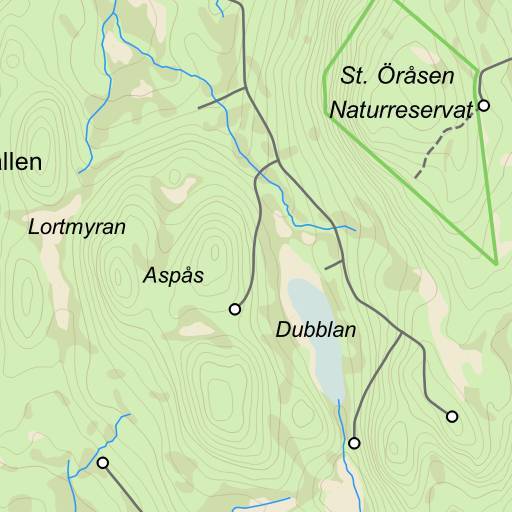 St. Öråsen
Naturreservat
allen
Lortmyran
Aspås
Dubblan